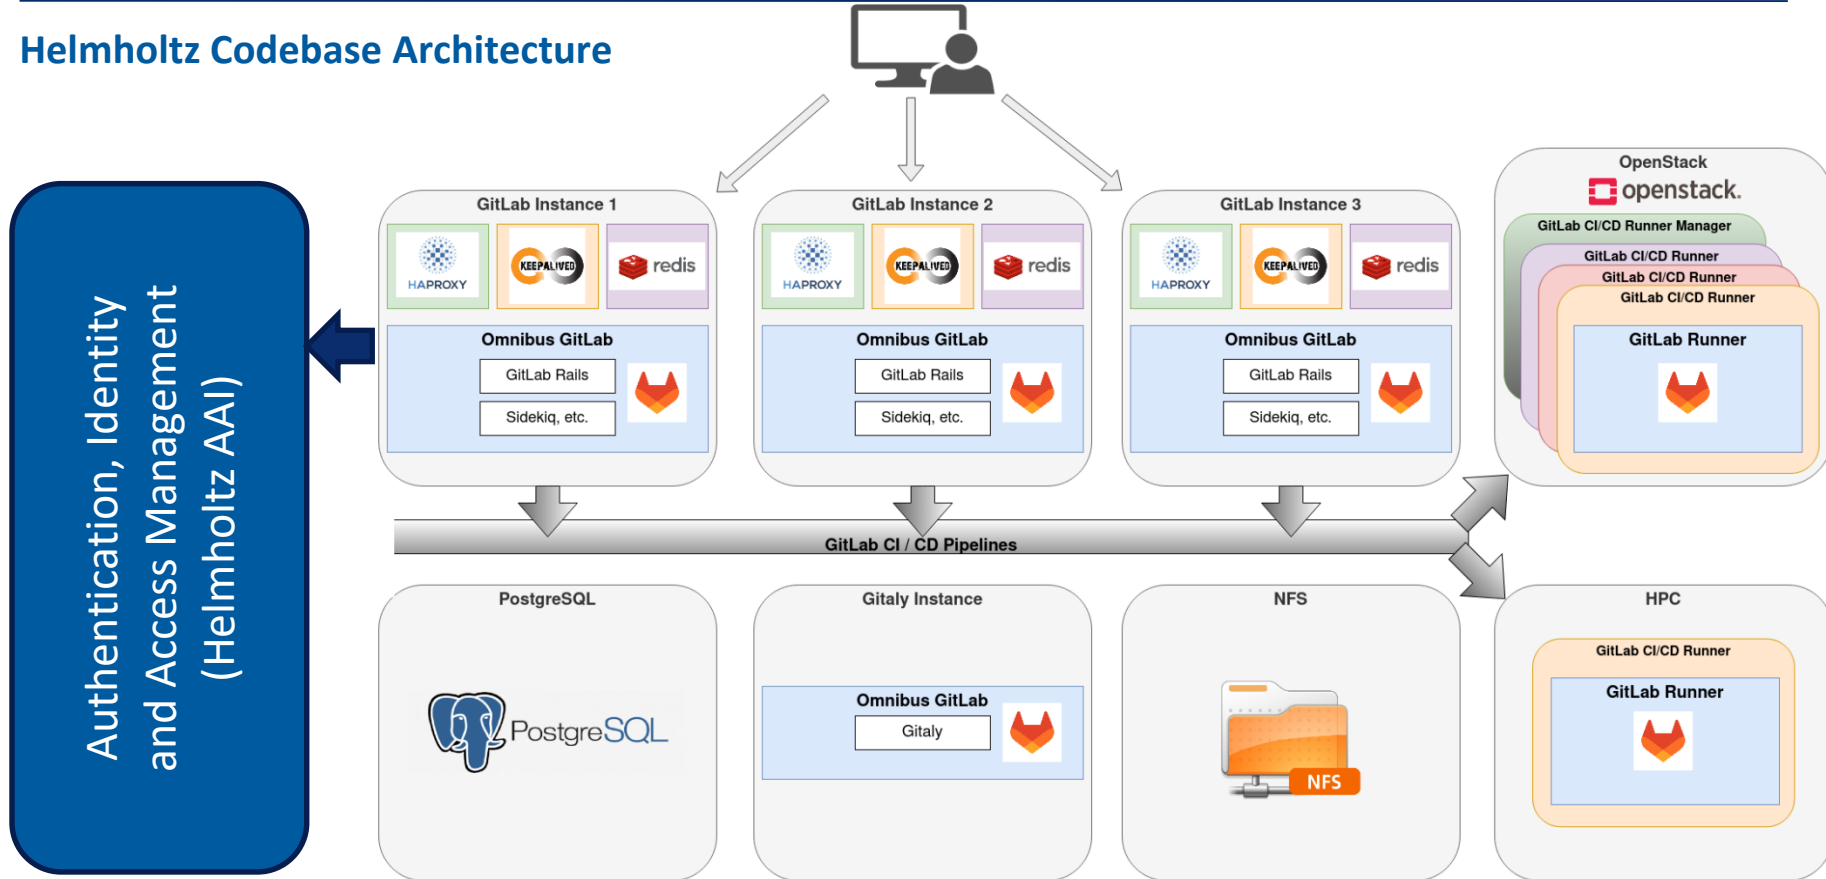 Helmholtz Codebase Architecture
Authentication, Identity
and Access Management
(Helmholtz AAI)
GitLab Instance 1
HAPROXY
KEEPALIVED
redis
Omnibus GitLab
GitLab Rails
Sidekiq, etc.
GitLab Instance 2
HAPROXY
KEEPALIVED
redis
Omnibus GitLab
GitLab Rails
Sidekiq, etc.
GitLab Instance 3
HAPROXY
KEEPALIVED
redis
Omnibus GitLab
GitLab Rails
Sidekiq, etc.
OpenStack
openstack.
GitLab CI/CD Runner Manager
GitLab CI/CD Runner
GitLab CI/CD Runner
GitLab CI/CD Runner
GitLab Runner
GitLab CI / CD Pipelines
PostgreSQL
PostgreSQL
Gitaly Instance
Omnibus GitLab
Gitaly
NFS
NFS
HPC
GitLab CI/CD Runner
GitLab Runner